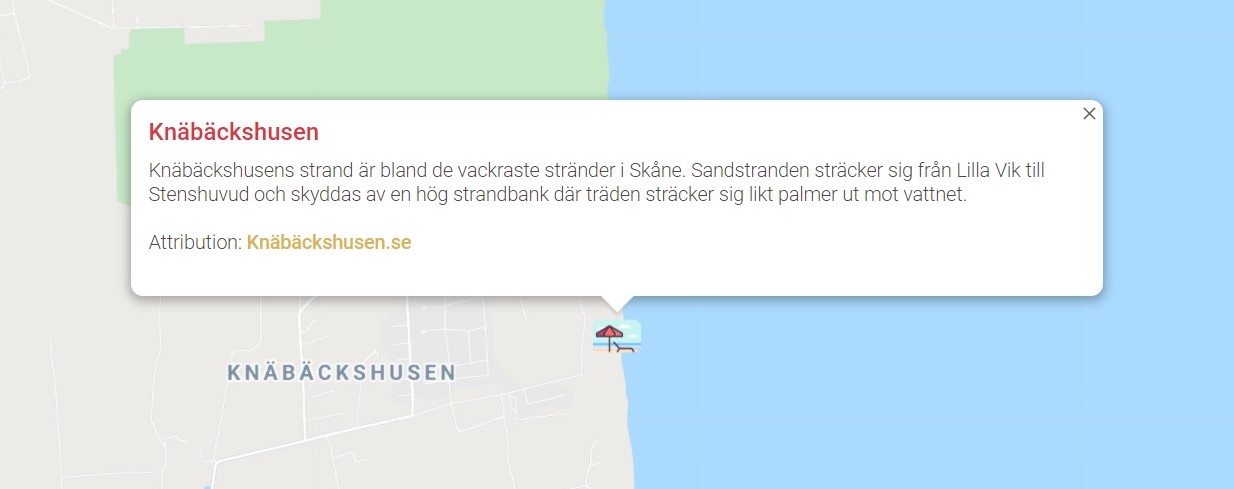 Knäbäckshusen
Knäbäckshusens strand är bland de vackraste stränder i Skåne. Sandstranden sträcker sig från Lilla Vik till
Stenshuvud och skyddas av en hög strandbank där träden sträcker sig likt palmer ut mot vattnet.
Attribution: Knäbäckshusen.se
KNÄBÄCKSHUSEN